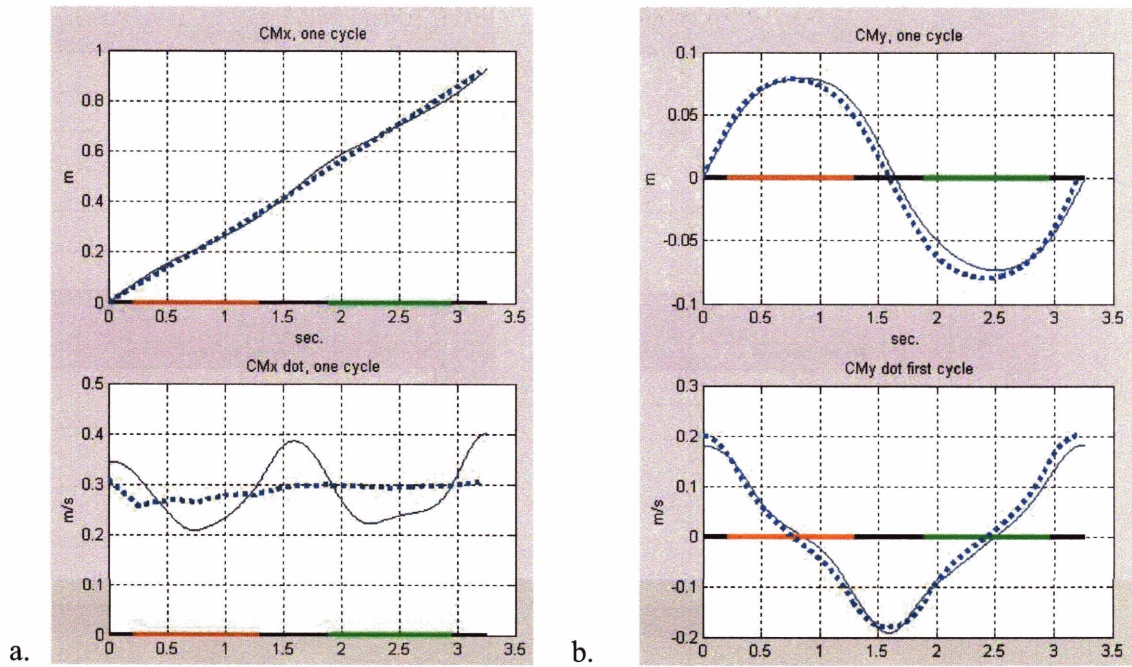 CMx, one cycle
1
0.8
0.6
0.4
0.2
0
m
0 0.5 1 1.5 2 2.5 3 3.5
sec.
CMx dot, one cycle
0.5
0.4
0.3
0.2
0.1
0
m/s
0 0.5 1 1.5 2 2.5 3 3.5
a.
CMy, one cycle
0.1
0.05
0
-0.05
-0.1
m
0 0.5 1 1.5 2 2.5 3 3.5
sec.
CMy dot first cycle
0.3
0.2
0.1
0
-0.1
-0.2
m/s
0 0.5 1 1.5 2 2.5 3 3.5
b.